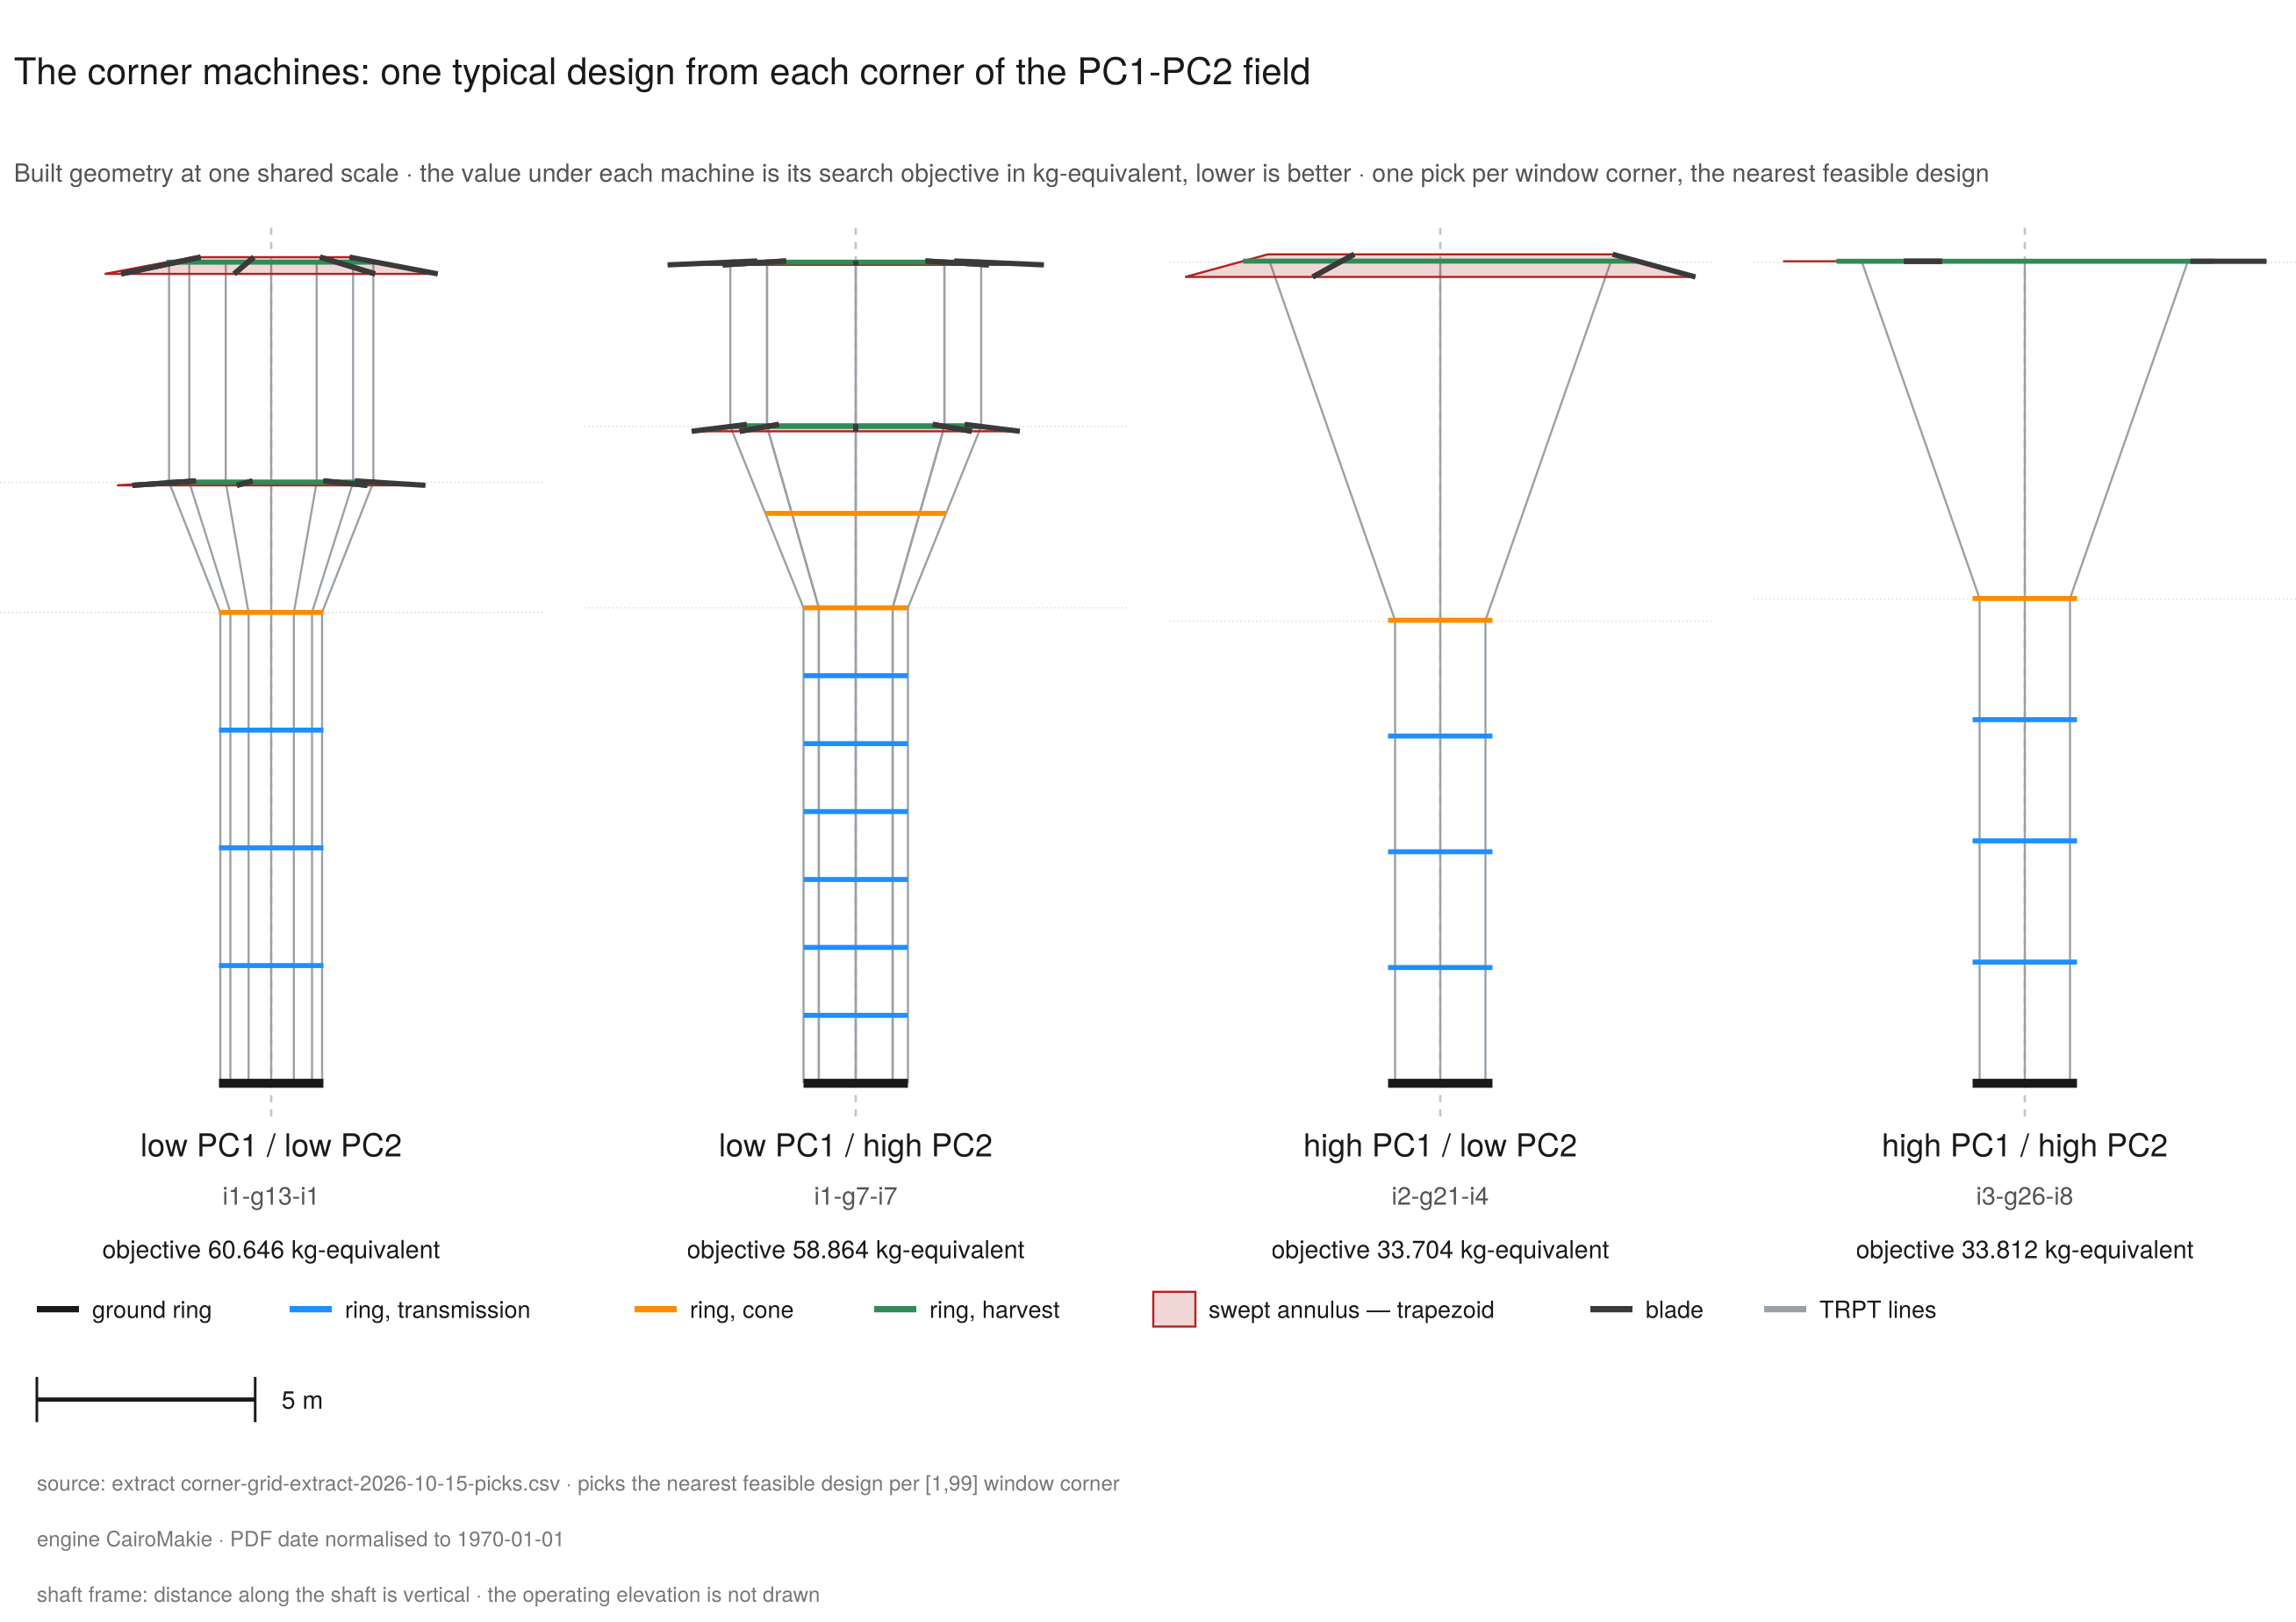 The corner machines: one typical design from each corner of the PC1-PC2 field
Built geometry at one shared scale · the value under each machine is its search objective in kg-equivalent, lower is better · one pick per window corner, the nearest feasible design
low PC1 / low PC2
low PC1 / high PC2
high PC1 / low PC2
high PC1 / high PC2
i1-g13-i1
i1-g7-i7
i2-g21-i4
i3-g26-i8
objective 60.646 kg-equivalent
objective 58.864 kg-equivalent
objective 33.704 kg-equivalent
objective 33.812 kg-equivalent
ground ring
ring, transmission
ring, cone
ring, harvest
swept annulus — trapezoid
blade
TRPT lines
5 m
source: extract corner-grid-extract-2026-10-15-picks.csv · picks the nearest feasible design per [1,99] window corner
engine CairoMakie · PDF date normalised to 1970-01-01
shaft frame: distance along the shaft is vertical · the operating elevation is not drawn